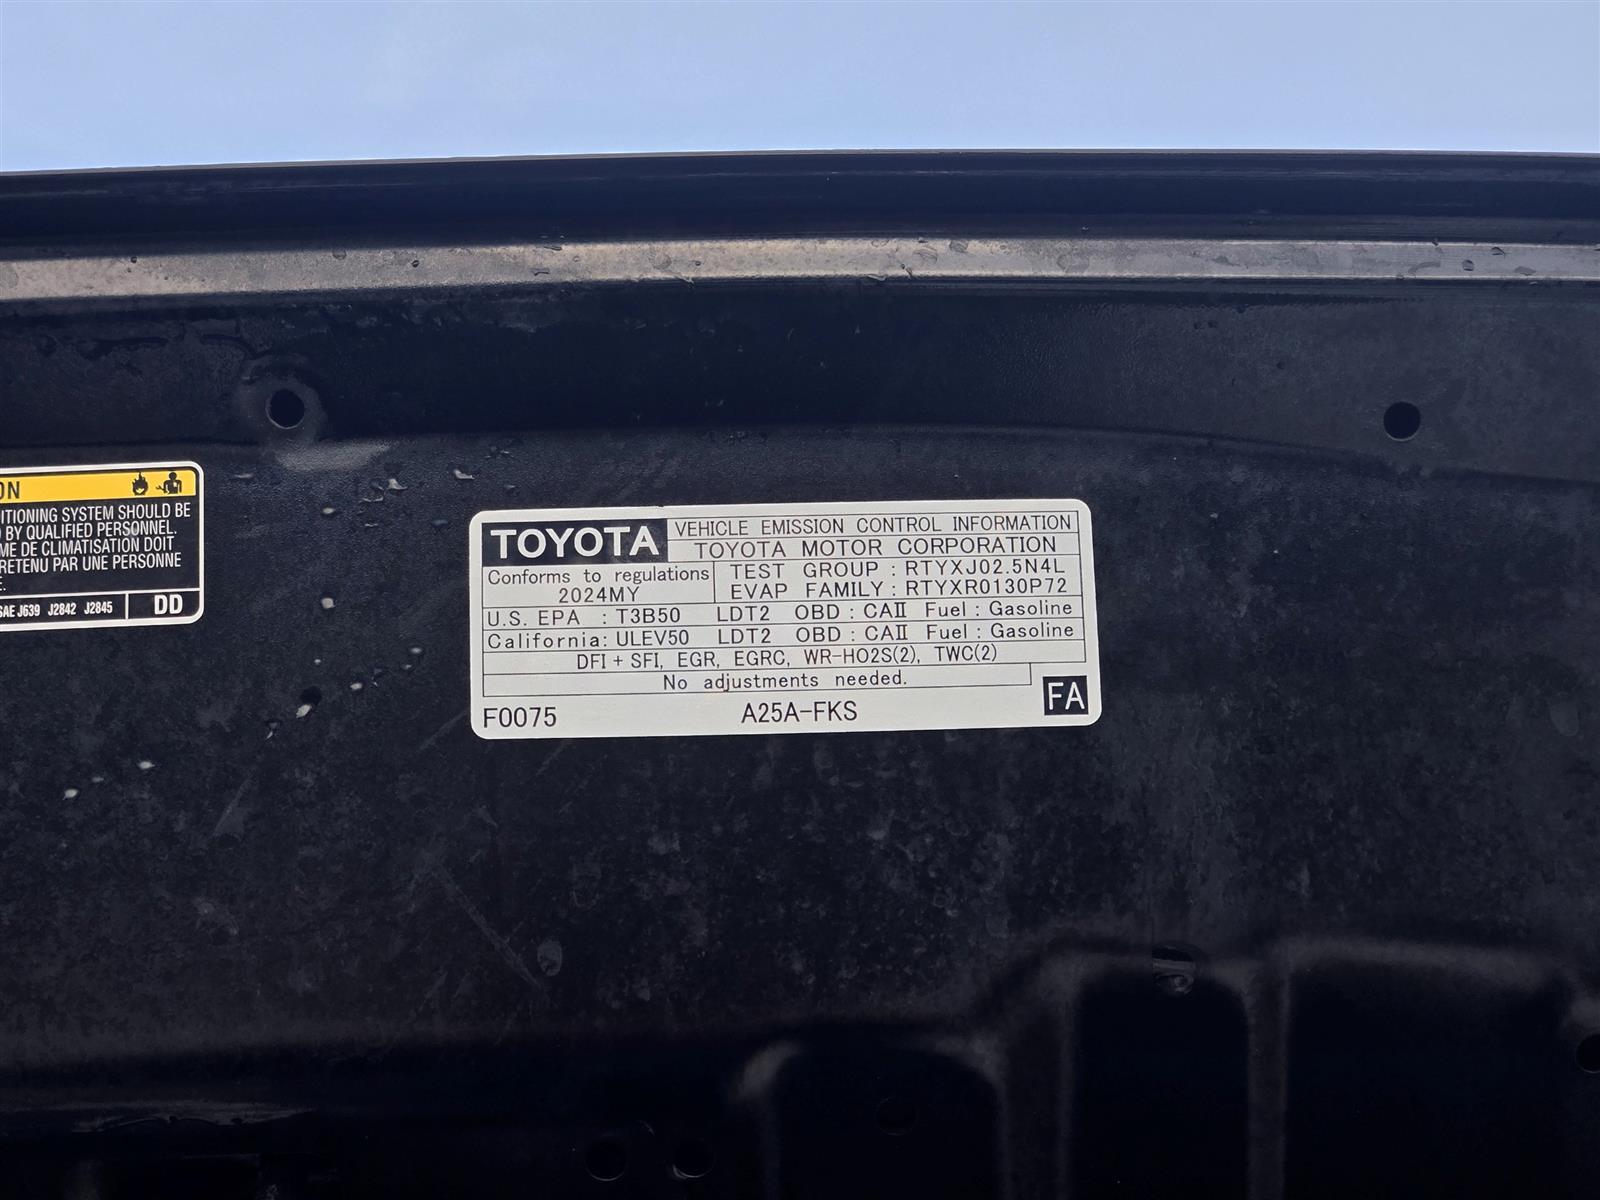 ON
ITIONING SYSTEM SHOULD BE
BY QUALIFIED PERSONNEL.
ME DE CLIMATISATION DOIT
RETENU PAR UNE PERSONNE
SAE J639 J2842 J2845 DD
TOYOTA VEHICLE EMISSION CONTROL INFORMATION
TOYOTA MOTOR CORPORATION
Conforms to regulations
2024MY
TEST GROUP : RTYXJ02.5N4L
EVAP FAMILY : RTYXR0130P72
U.S. EPA : T3B50 LDT2 OBD : CAⅡ Fuel : Gasoline
California: ULEV50 LDT2 OBD : CAⅡ Fuel : Gasoline
DFI + SFI, EGR, EGRC, WR-HO2S(2), TWC(2)
No adjustments needed.
F0075 A25A-FKS FA